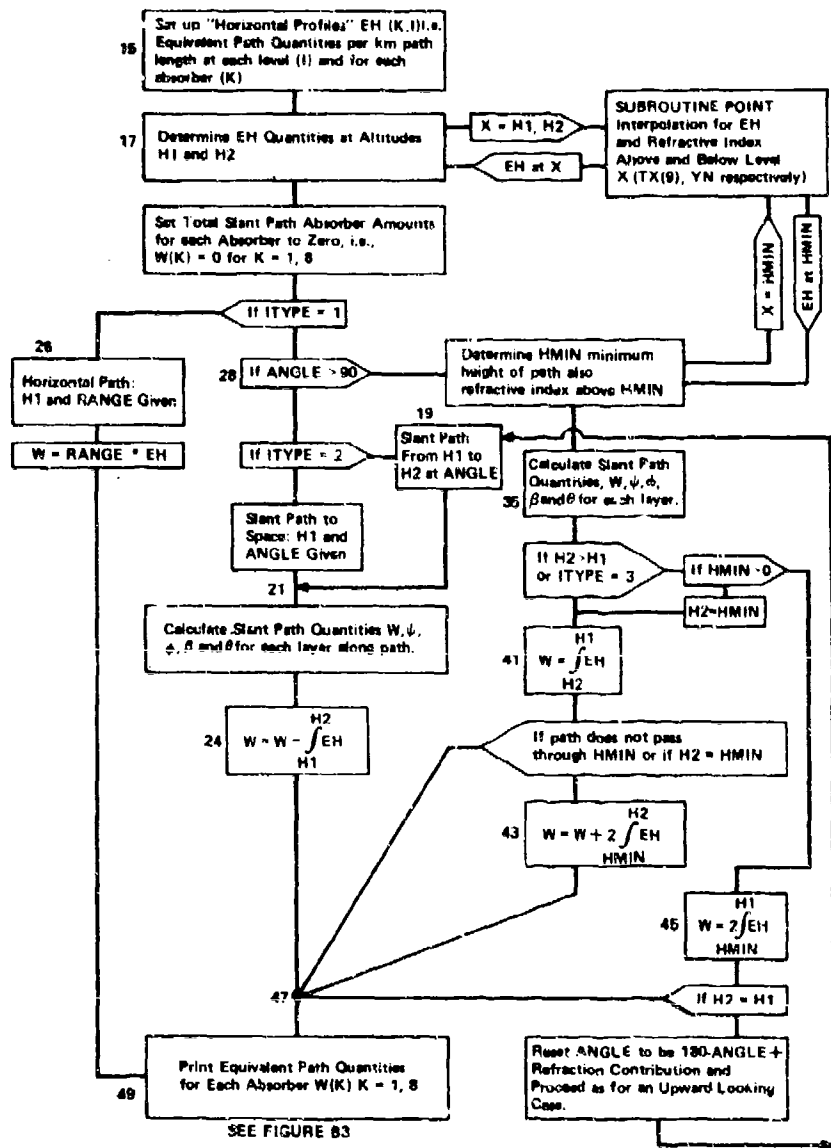 15
Set up "Horizontal Profiles" EH (K,I)i.e.
Equivalent Path Quantities per km path
length at each level (I) and for each
absorber (K)
17
Determine EH Quantities at Altitudes
H1 and H2
X = H1, H2
EH at X
SUBROUTINE POINT
Interpolation for EH
and Refractive Index
Above and Below Level
X (TX(9), YN respectively)
Set Total Slant Path Absorber Amounts
for each Absorber to Zero, i.e.,
W(K) = 0 for K = 1, 8
X = HMIN
EH at HMIN
If ITYPE = 1
26
Horizontal Path:
H1 and RANGE Given
W = RANGE * EH
28
If ANGLE > 90
Determine HMIN minimum
height of path also
refractive index above HMIN
If ITYPE = 2
19
Slant Path
From H1 to
H2 at ANGLE
Slant Path to
Space: H1 and
ANGLE Given
35
Calculate Slant Path
Quantities, W, ψ, φ,
β and θ for each layer.
If H2 > H1
or ITYPE = 3
If HMIN > 0
H2=HMIN
21
Calculate Slant Path Quantities W, ψ,
φ, β and θ for each layer along path.
41
H1
W = ∫EH
H2
24
H2
W = W - ∫EH
H1
If path does not pass
through HMIN or if H2 = HMIN
43
H2
W = W + 2 ∫ EH
HMIN
45
H1
W = 2∫EH
HMIN
47
If H2 = H1
49
Print Equivalent Path Quantities
for Each Absorber W(K) K = 1, 8
Reset ANGLE to be 180-ANGLE +
Refraction Contribution and
Proceed as for an Upward Looking
Case.
SEE FIGURE B3